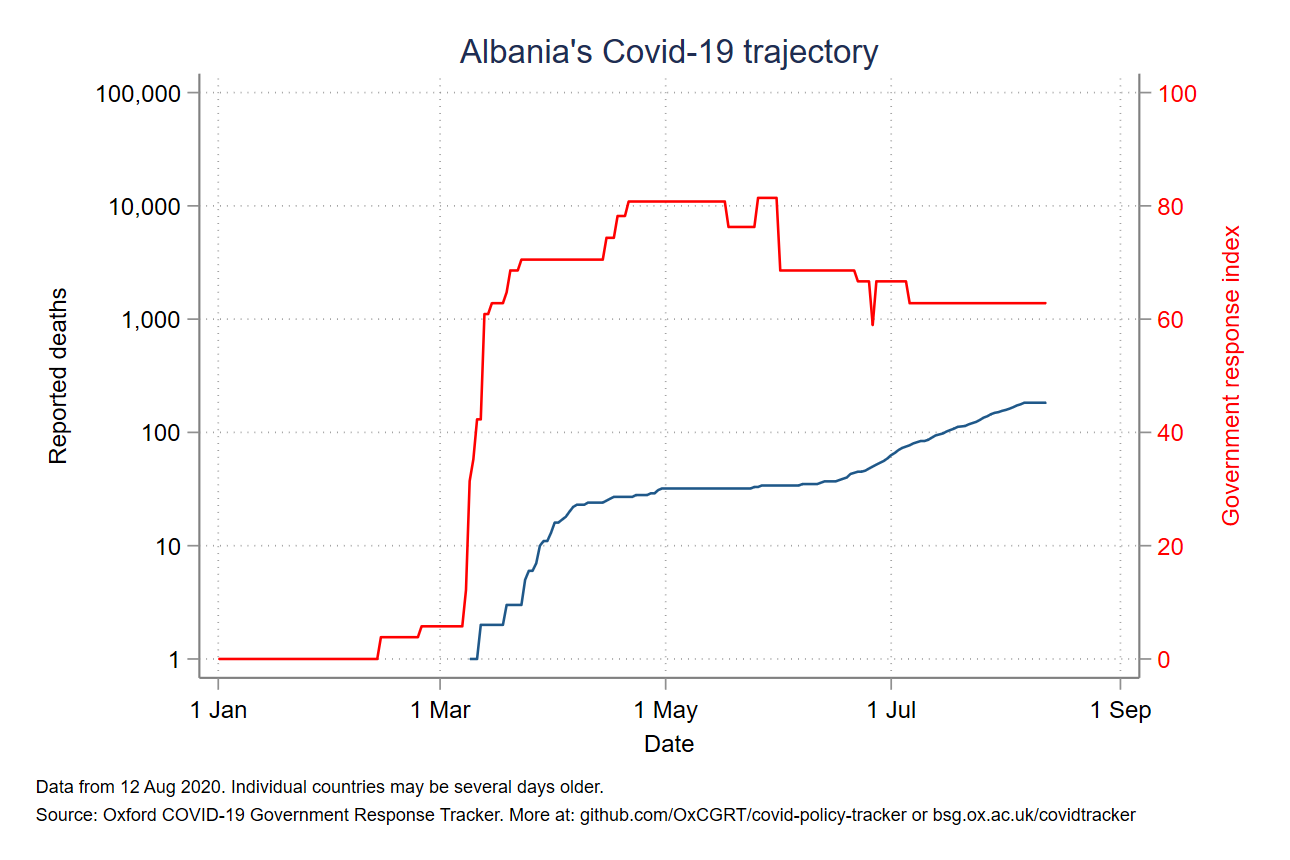 Albania's Covid-19 trajectory
100,000
10,000
1,000
100
10
1
Reported deaths
100
80
60
40
20
0
Government response index
1 Jan
1 Mar
1 May
1 Jul
1 Sep
Date
Data from 12 Aug 2020. Individual countries may be several days older.
Source: Oxford COVID-19 Government Response Tracker. More at: github.com/OxCGRT/covid-policy-tracker or bsg.ox.ac.uk/covidtracker